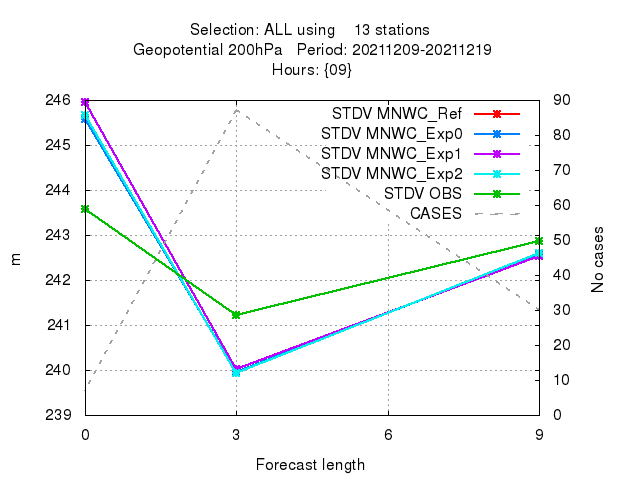 Selection: ALL using    13 stations
Geopotential 200hPa   Period: 20211209-20211219
Hours: {09}
246
245
244
243
242
241
240
239
90
80
70
60
50
40
30
20
10
0
0
3
6
9
m
No cases
Forecast length
STDV MNWC_Ref
STDV MNWC_Exp0
STDV MNWC_Exp1
STDV MNWC_Exp2
STDV OBS
CASES